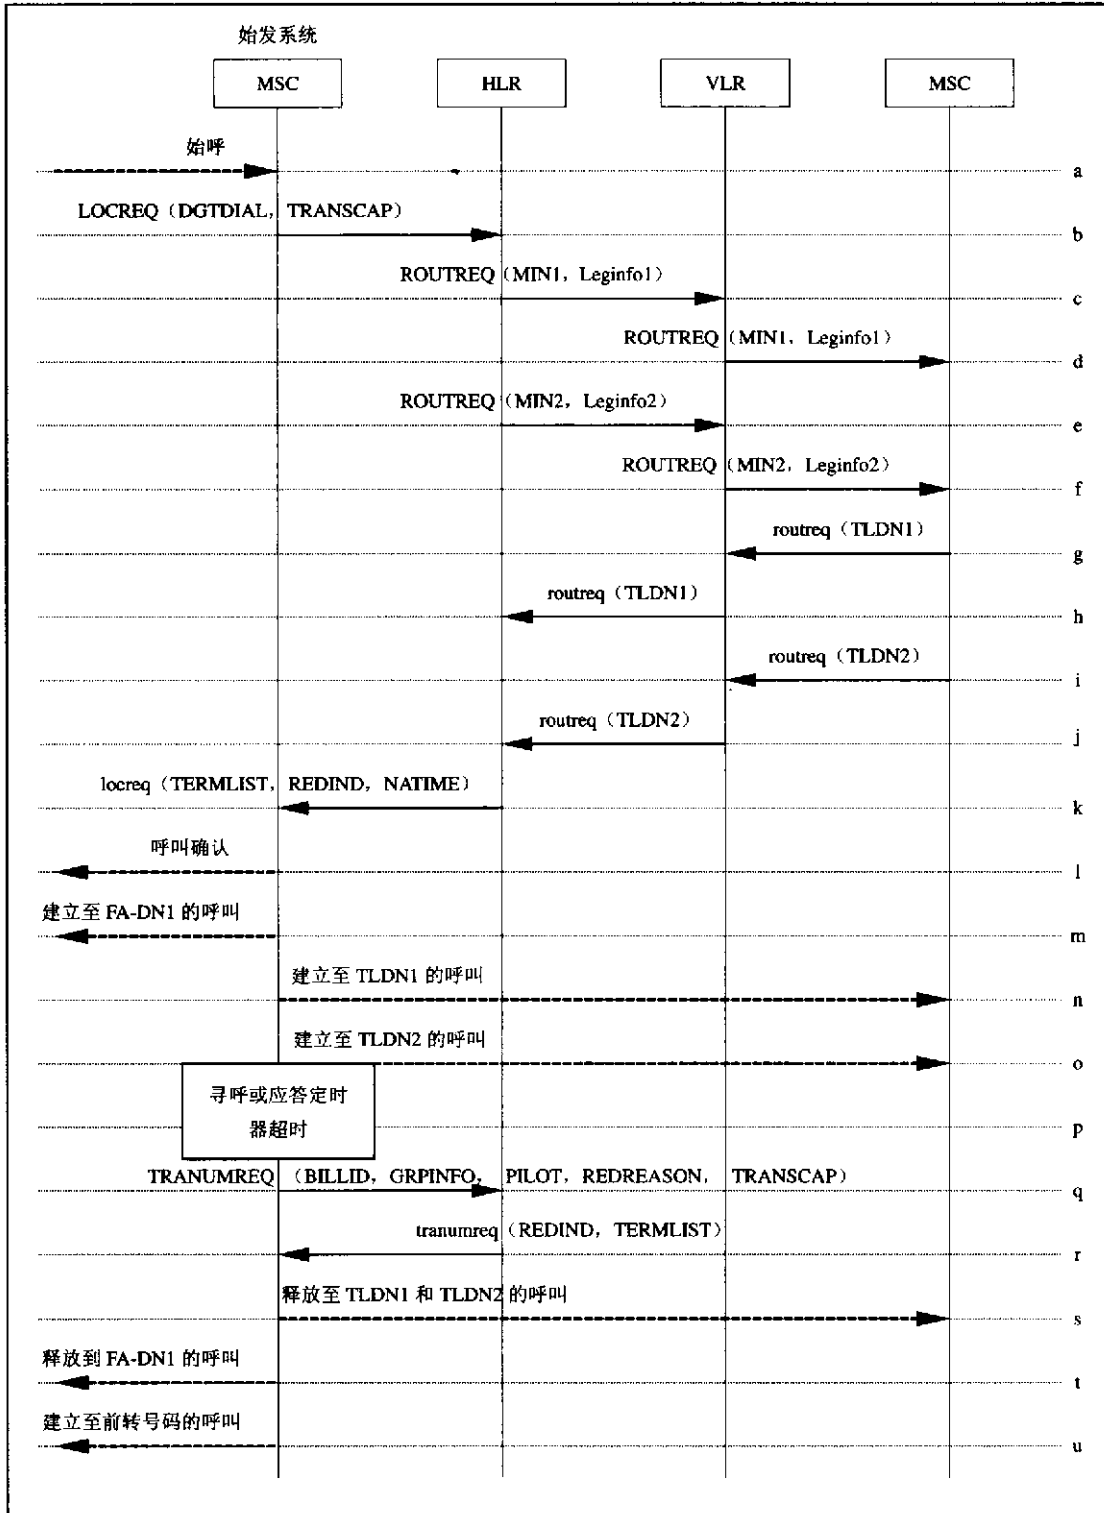 始发系统
MSC HLR VLR MSC
始呼
a
LOCREQ（DGTDIAL，TRANSCAP）
b
ROUTREQ（MIN1，Leginfo1）
c
ROUTREQ（MIN1，Leginfo1）
d
ROUTREQ（MIN2，Leginfo2）
e
ROUTREQ（MIN2，Leginfo2）
f
routreq（TLDN1）
g
routreq（TLDN1）
h
routreq（TLDN2）
i
routreq（TLDN2）
j
locreq（TERMLIST，REDIND，NATIME）
k
呼叫确认
l
建立至 FA-DN1 的呼叫
m
建立至 TLDN1 的呼叫
n
建立至 TLDN2 的呼叫
o
寻呼或应答定时
器超时
p
TRANUMREQ（BILLID，GRPINFO，PILOT，REDREASON，TRANSCAP）
q
tranumreq（REDIND，TERMLIST）
r
释放至 TLDN1 和 TLDN2 的呼叫
s
释放到 FA-DN1 的呼叫
t
建立至前转号码的呼叫
u